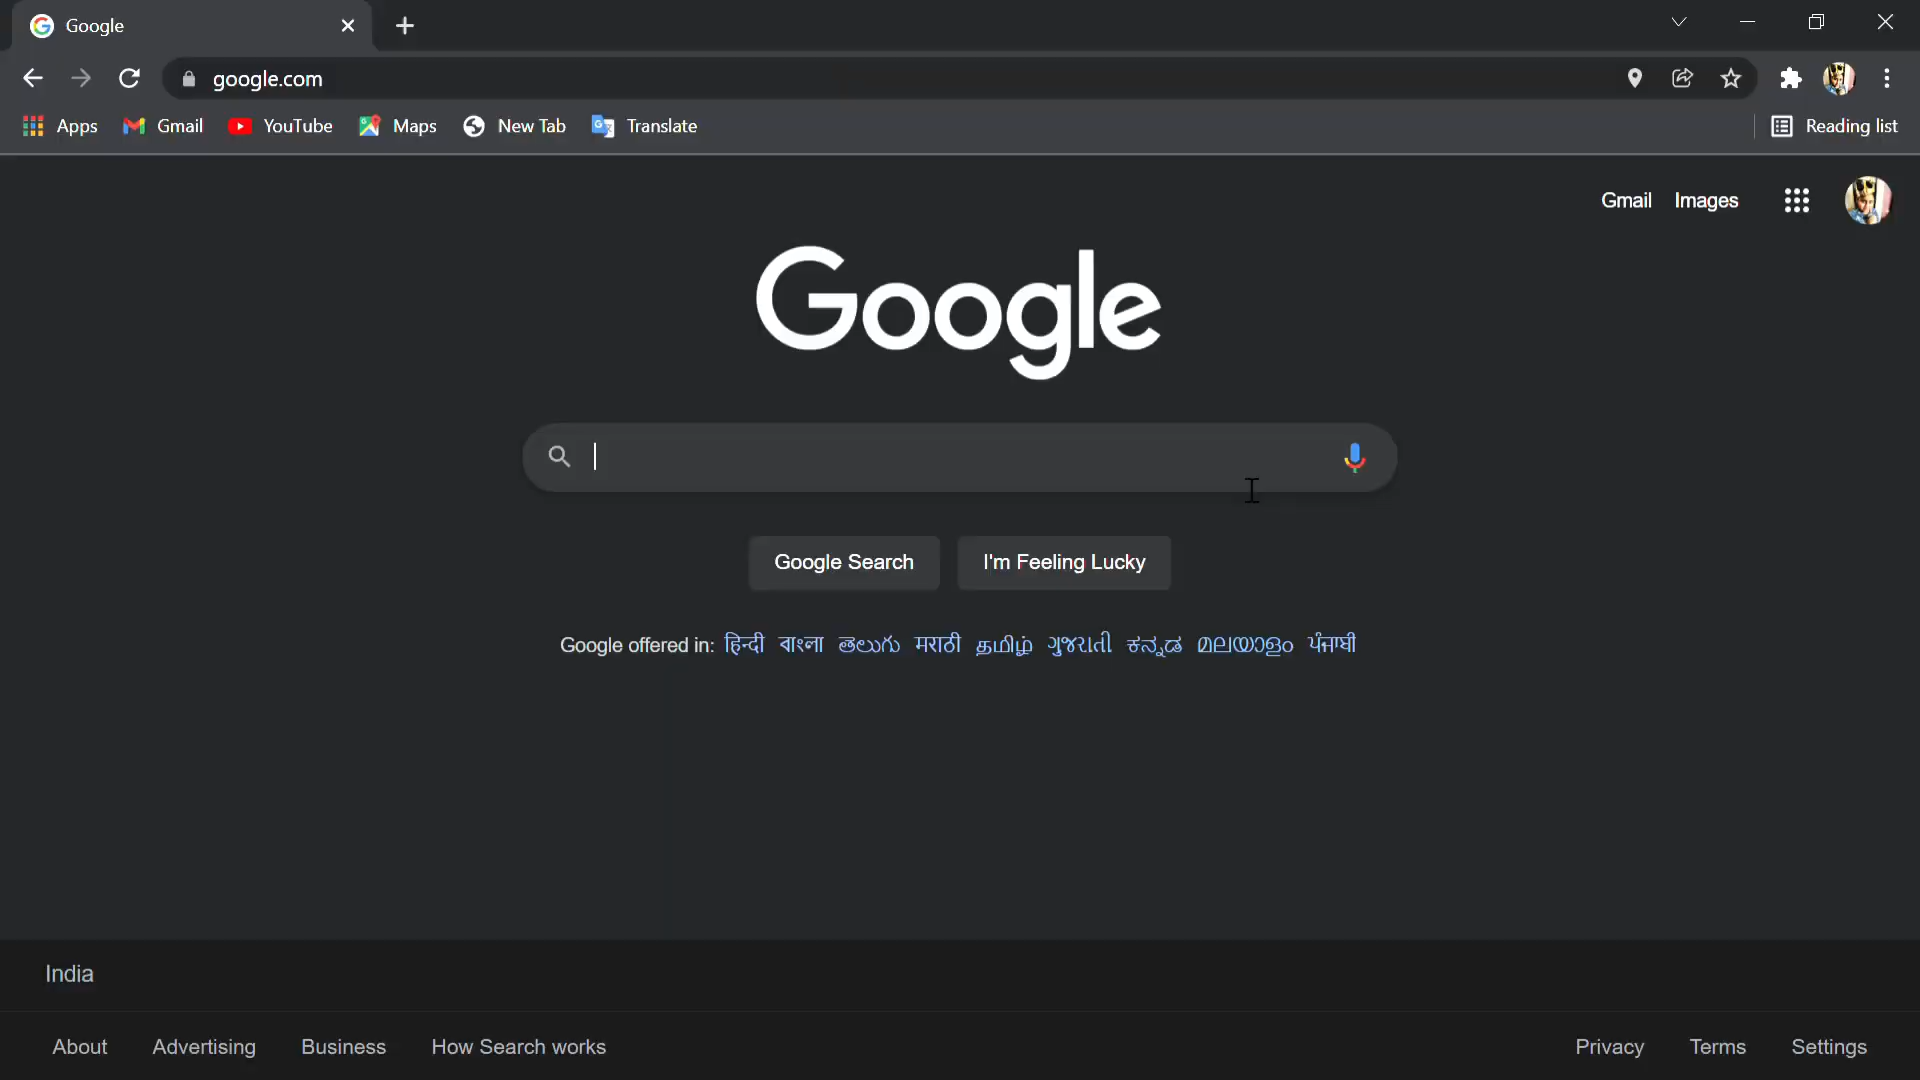 Google
google.com
Apps Gmail YouTube Maps New Tab Translate Reading list
Gmail Images
Google
Google Search I'm Feeling Lucky
Google offered in: हिन्दी বাংলা తెలుగు मराठी தமிழ் ગુજરાતી ಕನ್ನಡ മലയാളം ਪੰਜਾਬੀ
India
About Advertising Business How Search works Privacy Terms Settings